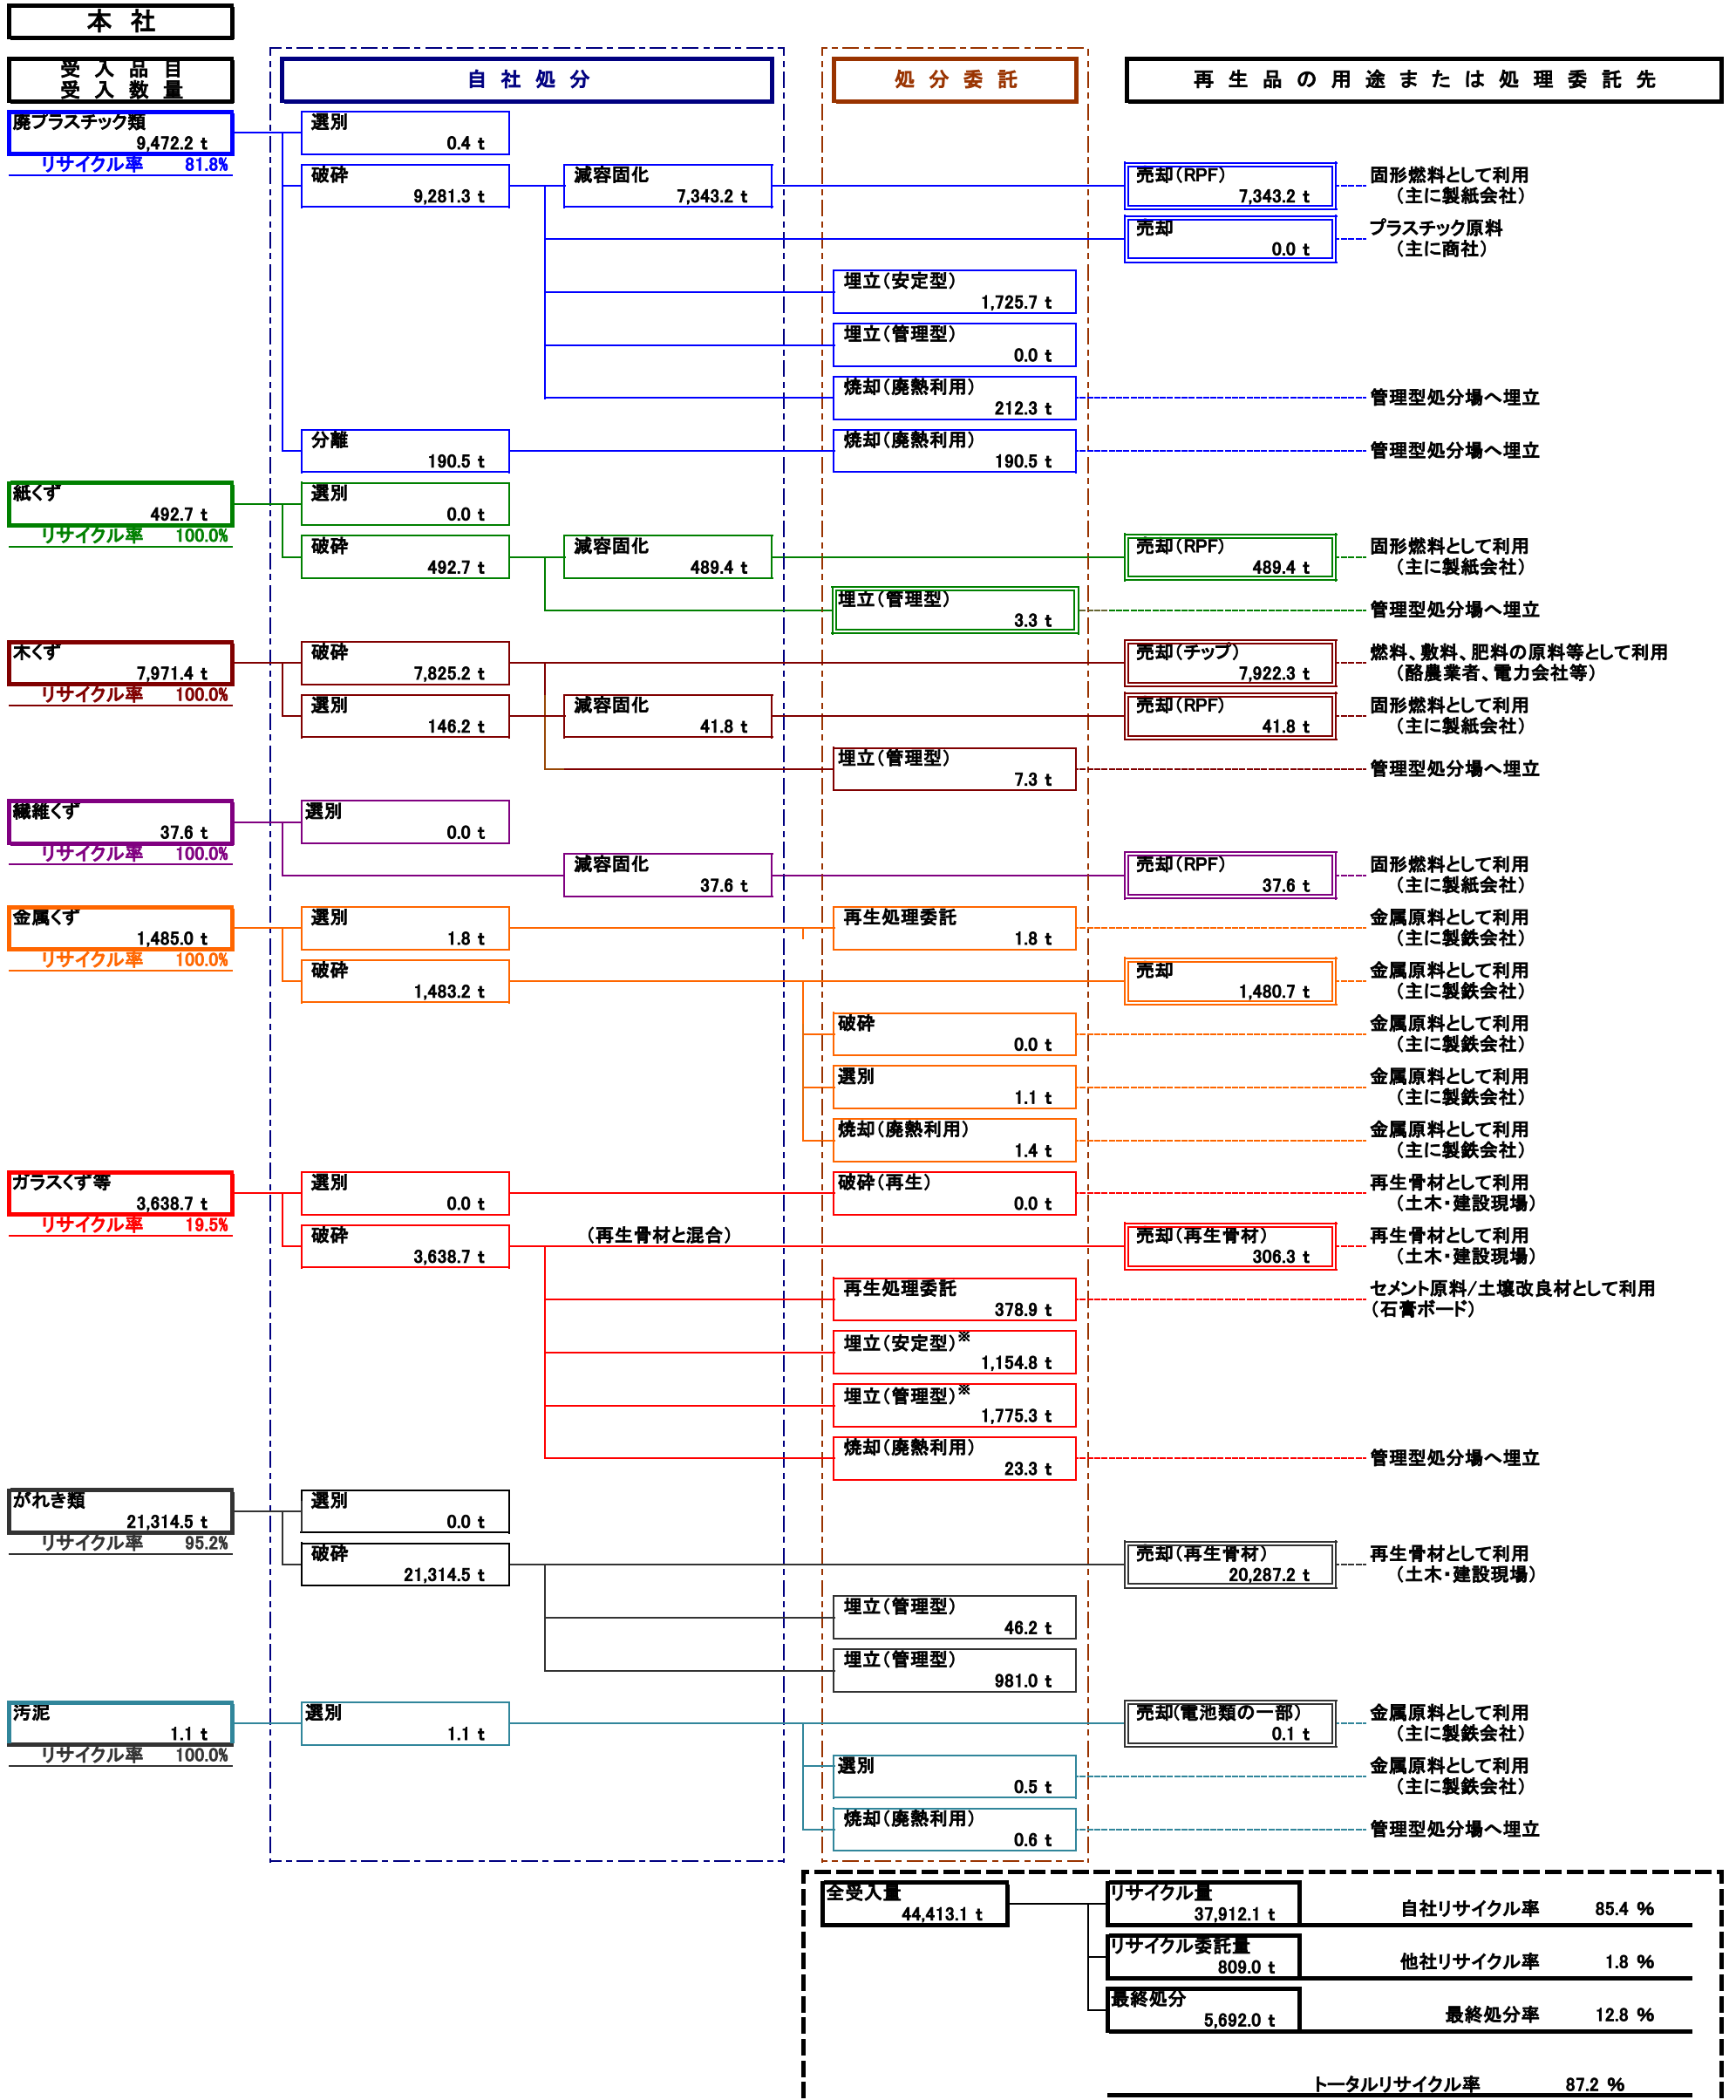 本 社
受 入 品 目
受 入 数 量
自 社 処 分
処 分 委 託
再 生 品 の 用 途 ま た は 処 理 委 託 先
廃プラスチック類
9,472.2 t
リサイクル率 81.8%
選別
0.4 t
破砕
9,281.3 t
減容固化
7,343.2 t
売却(RPF)
7,343.2 t
固形燃料として利用
(主に製紙会社)
売却
0.0 t
プラスチック原料
(主に商社)
埋立(安定型)
1,725.7 t
埋立(管理型)
0.0 t
焼却(廃熱利用)
212.3 t
管理型処分場へ埋立
分離
190.5 t
焼却(廃熱利用)
190.5 t
管理型処分場へ埋立
紙くず
492.7 t
リサイクル率 100.0%
選別
0.0 t
破砕
492.7 t
減容固化
489.4 t
売却(RPF)
489.4 t
固形燃料として利用
(主に製紙会社)
埋立(管理型)
3.3 t
管理型処分場へ埋立
木くず
7,971.4 t
リサイクル率 100.0%
破砕
7,825.2 t
売却(チップ)
7,922.3 t
燃料、敷料、肥料の原料等として利用
(酪農業者、電力会社等)
選別
146.2 t
減容固化
41.8 t
売却(RPF)
41.8 t
固形燃料として利用
(主に製紙会社)
埋立(管理型)
7.3 t
管理型処分場へ埋立
繊維くず
37.6 t
リサイクル率 100.0%
選別
0.0 t
減容固化
37.6 t
売却(RPF)
37.6 t
固形燃料として利用
(主に製紙会社)
金属くず
1,485.0 t
リサイクル率 100.0%
選別
1.8 t
再生処理委託
1.8 t
金属原料として利用
(主に製鉄会社)
破砕
1,483.2 t
売却
1,480.7 t
金属原料として利用
(主に製鉄会社)
破砕
0.0 t
金属原料として利用
(主に製鉄会社)
選別
1.1 t
金属原料として利用
(主に製鉄会社)
焼却(廃熱利用)
1.4 t
金属原料として利用
(主に製鉄会社)
ガラスくず等
3,638.7 t
リサイクル率 19.5%
選別
0.0 t
破砕(再生)
0.0 t
再生骨材として利用
(土木・建設現場)
破砕
3,638.7 t
(再生骨材と混合)
売却(再生骨材)
306.3 t
再生骨材として利用
(土木・建設現場)
再生処理委託
378.9 t
セメント原料/土壌改良材として利用
(石膏ボード)
埋立(安定型)※
1,154.8 t
埋立(管理型)※
1,775.3 t
焼却(廃熱利用)
23.3 t
管理型処分場へ埋立
がれき類
21,314.5 t
リサイクル率 95.2%
選別
0.0 t
破砕
21,314.5 t
売却(再生骨材)
20,287.2 t
再生骨材として利用
(土木・建設現場)
埋立(管理型)
46.2 t
埋立(管理型)
981.0 t
汚泥
1.1 t
リサイクル率 100.0%
選別
1.1 t
売却(電池類の一部)
0.1 t
金属原料として利用
(主に製鉄会社)
選別
0.5 t
金属原料として利用
(主に製鉄会社)
焼却(廃熱利用)
0.6 t
管理型処分場へ埋立
全受入量
44,413.1 t
リサイクル量
37,912.1 t
自社リサイクル率 85.4 %
リサイクル委託量
809.0 t
他社リサイクル率 1.8 %
最終処分
5,692.0 t
最終処分率 12.8 %
トータルリサイクル率 87.2 %